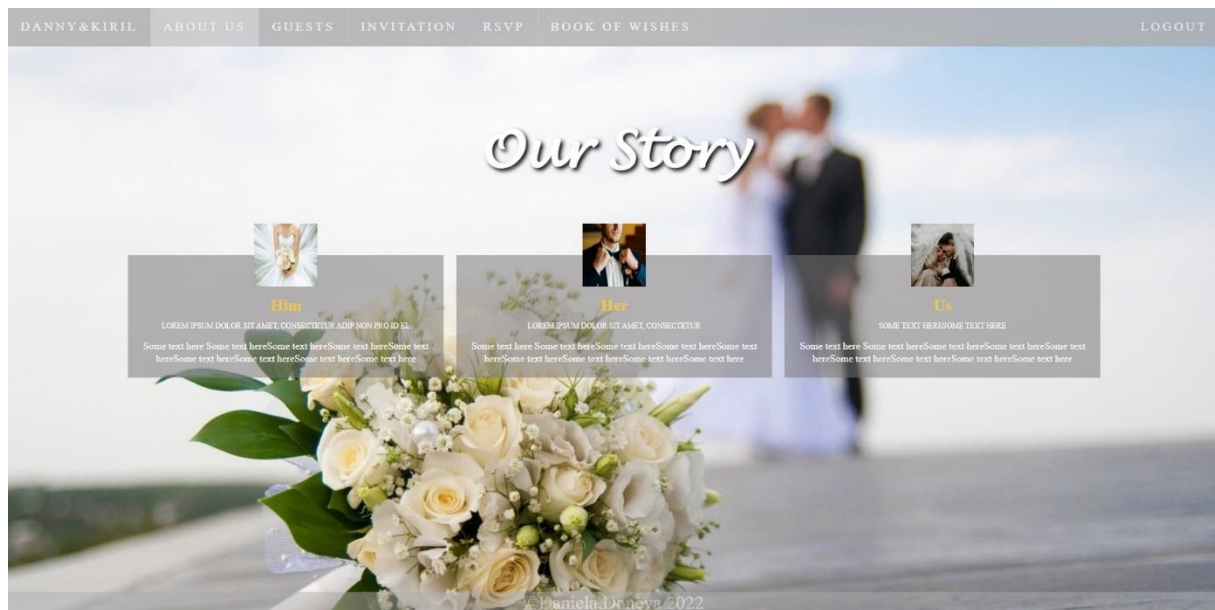 DANNY&KIRIL ABOUT US GUESTS INVITATION RSVP BOOK OF WISHES LOGOUT
Our Story
Him
LOREM IPSUM DOLOR SIT AMET, CONSECTETUR ADIP NON PRO ID EL
Some text here Some text hereSome text hereSome text hereSome text
hereSome text hereSome text hereSome text hereSome text here
Her
LOREM IPSUM DOLOR SIT AMET, CONSECTETUR
Some text here Some text hereSome text hereSome text hereSome text
hereSome text hereSome text hereSome text hereSome text here
Us
SOME TEXT HERESOME TEXT HERE
Some text here Some text hereSome text hereSome text hereSome text
hereSome text hereSome text hereSome text hereSome text here
©Daniela.Doneva 2022